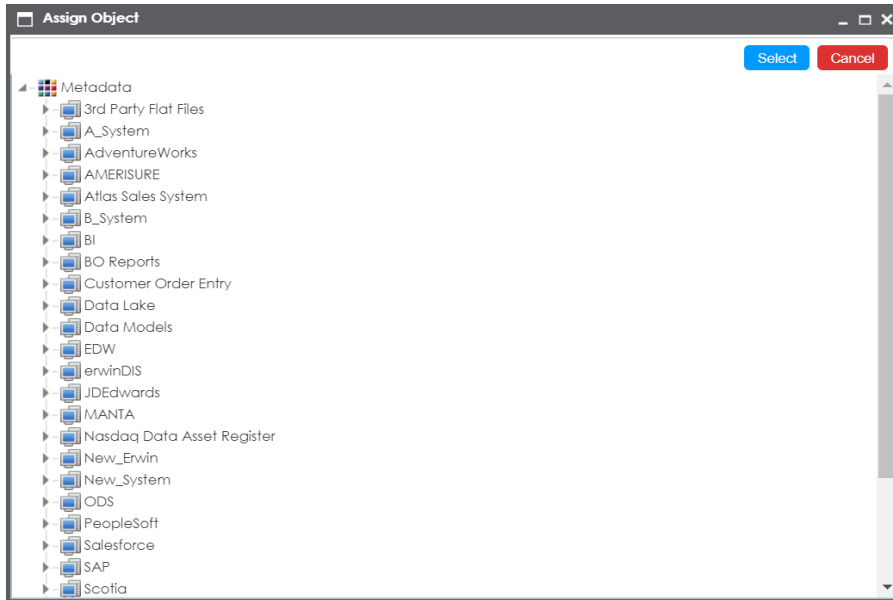 Assign Object
Select Cancel
Metadata
3rd Party Flat Files
A_System
AdventureWorks
AMERISURE
Atlas Sales System
B_System
BI
BO Reports
Customer Order Entry
Data Lake
Data Models
EDW
erwinDIS
JDEdwards
MANTA
Nasdaq Data Asset Register
New_Erwin
New_System
ODS
PeopleSoft
Salesforce
SAP
Scotia